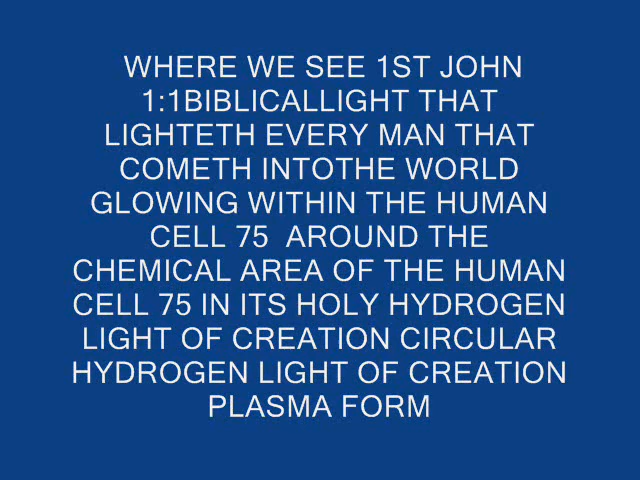 WHERE WE SEE 1ST JOHN
1:1BIBLICALLIGHT THAT
LIGHTETH EVERY MAN THAT
COMETH INTOTHE WORLD
GLOWING WITHIN THE HUMAN
CELL 75  AROUND THE
CHEMICAL AREA OF THE HUMAN
CELL 75 IN ITS HOLY HYDROGEN
LIGHT OF CREATION CIRCULAR
HYDROGEN LIGHT OF CREATION
PLASMA FORM